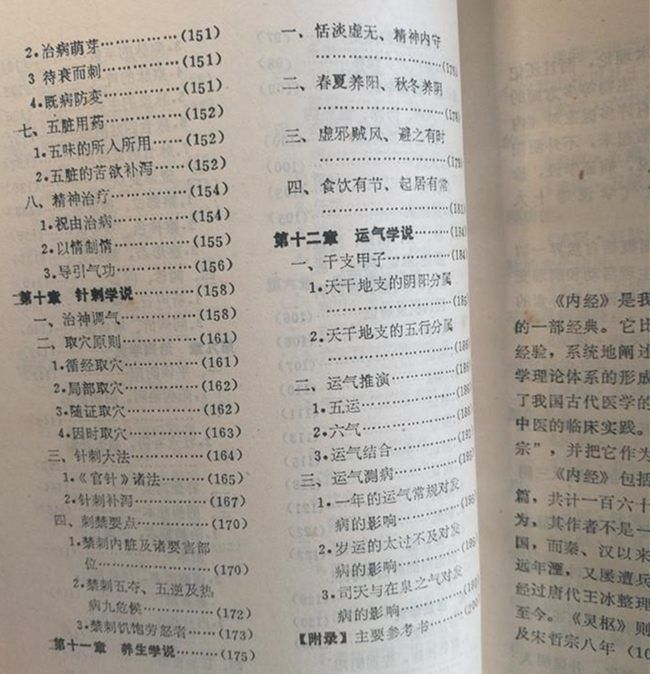 2.治病萌芽……………(151)
3 待衰而刺……………(151)
4.既病防变……………(151)
七、五脏用药……………(152)
1.五味的所入所用……(152)
2.五脏的苦欲补泻……(152)
八、精神治疗……………(154)
1.祝由治病……………(154)
2.以情制情……………(155)
3.导引气功……………(156)
第十章 针刺学说…………(158)
一、治神调气……………(158)
二、取穴原则……………(161)
1.循经取穴……………(161)
2.局部取穴……………(162)
3.随证取穴……………(162)
4.因时取穴……………(163)
三、针刺大法……………(164)
1.《官针》诸法………(165)
2.针刺补泻……………(167)
四、刺禁要点……………(170)
1.禁刺内脏及诸要害部
位……………………(170)
2.禁刺五夺、五逆及热
病九危候……………(172)
3.禁刺饥饱劳怒者……(173)
第十一章 养生学说………(175)
一、恬淡虚无、精神内守
二、春夏养阳、秋冬养阴
三、虚邪贼风、避之有时
四、食饮有节、起居有常
第十二章 运气学说……(184)
一、干支甲子……………(184)
1.天干地支的阴阳分属
2.天干地支的五行分属
二、运气推演……………
1.五运…………………
2.六气…………………
3.运气结合……………
三、运气测病……………
1.一年的运气常规对发
病的影响……………
2.岁运的太过不及对发
病的影响……………
3.司天与在泉之气对发
病的影响……………
【附录】主要参考书………
《内经》是我
的一部经典。它比
经验，系统地阐述
学理论体系的形成
了我国古代医学的
中医的临床实践。
宗”，并把它作为
《内经》包括
篇，共计一百六十
为，其作者不是一
国，而秦、汉以来
远年湮，又屡遭兵
经过唐代王冰整理
至今。《灵枢》则
及宋哲宗八年（10